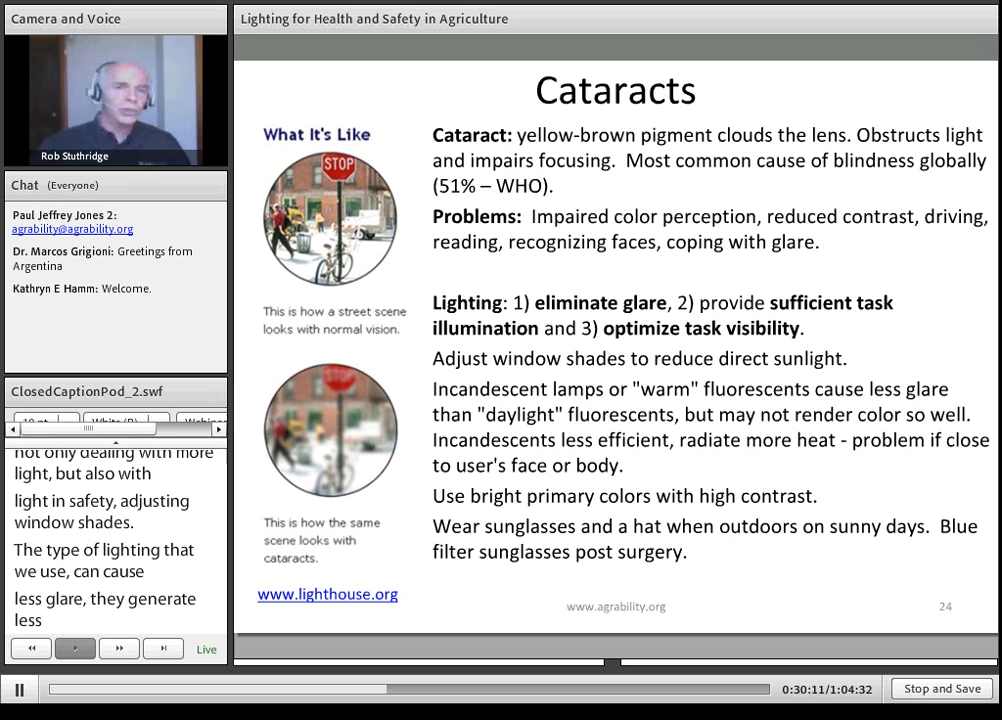 Camera and Voice
Rob Stuthridge
Chat (Everyone)
Paul Jeffrey Jones 2:
agrability@agrability.org
Dr. Marcos Grigioni: Greetings from
Argentina
Kathryn E Hamm: Welcome.
ClosedCaptionPod_2.swf
not only dealing with more
light, but also with
light in safety, adjusting
window shades.
The type of lighting that
we use, can cause
less glare, they generate
less
Live
Lighting for Health and Safety in Agriculture
Cataracts
What It's Like
STOP
This is how a street scene
looks with normal vision.
This is how the same
scene looks with
cataracts.
www.lighthouse.org
Cataract: yellow-brown pigment clouds the lens. Obstructs light
and impairs focusing. Most common cause of blindness globally
(51% – WHO).
Problems: Impaired color perception, reduced contrast, driving,
reading, recognizing faces, coping with glare.
Lighting: 1) eliminate glare, 2) provide sufficient task
illumination and 3) optimize task visibility.
Adjust window shades to reduce direct sunlight.
Incandescent lamps or "warm" fluorescents cause less glare
than "daylight" fluorescents, but may not render color so well.
Incandescents less efficient, radiate more heat - problem if close
to user's face or body.
Use bright primary colors with high contrast.
Wear sunglasses and a hat when outdoors on sunny days. Blue
filter sunglasses post surgery.
www.agrability.org
24
0:30:11/1:04:32
Stop and Save